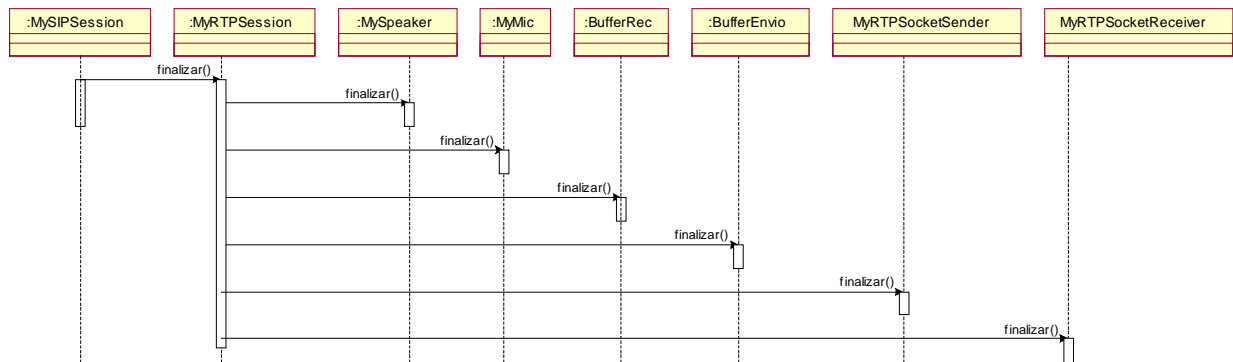 :MySIPSession
:MyRTPSession
:MySpeaker
:MyMic
:BufferRec
:BufferEnvio
MyRTPSocketSender
MyRTPSocketReceiver
finalizar()
finalizar()
finalizar()
finalizar()
finalizar()
finalizar()
finalizar()